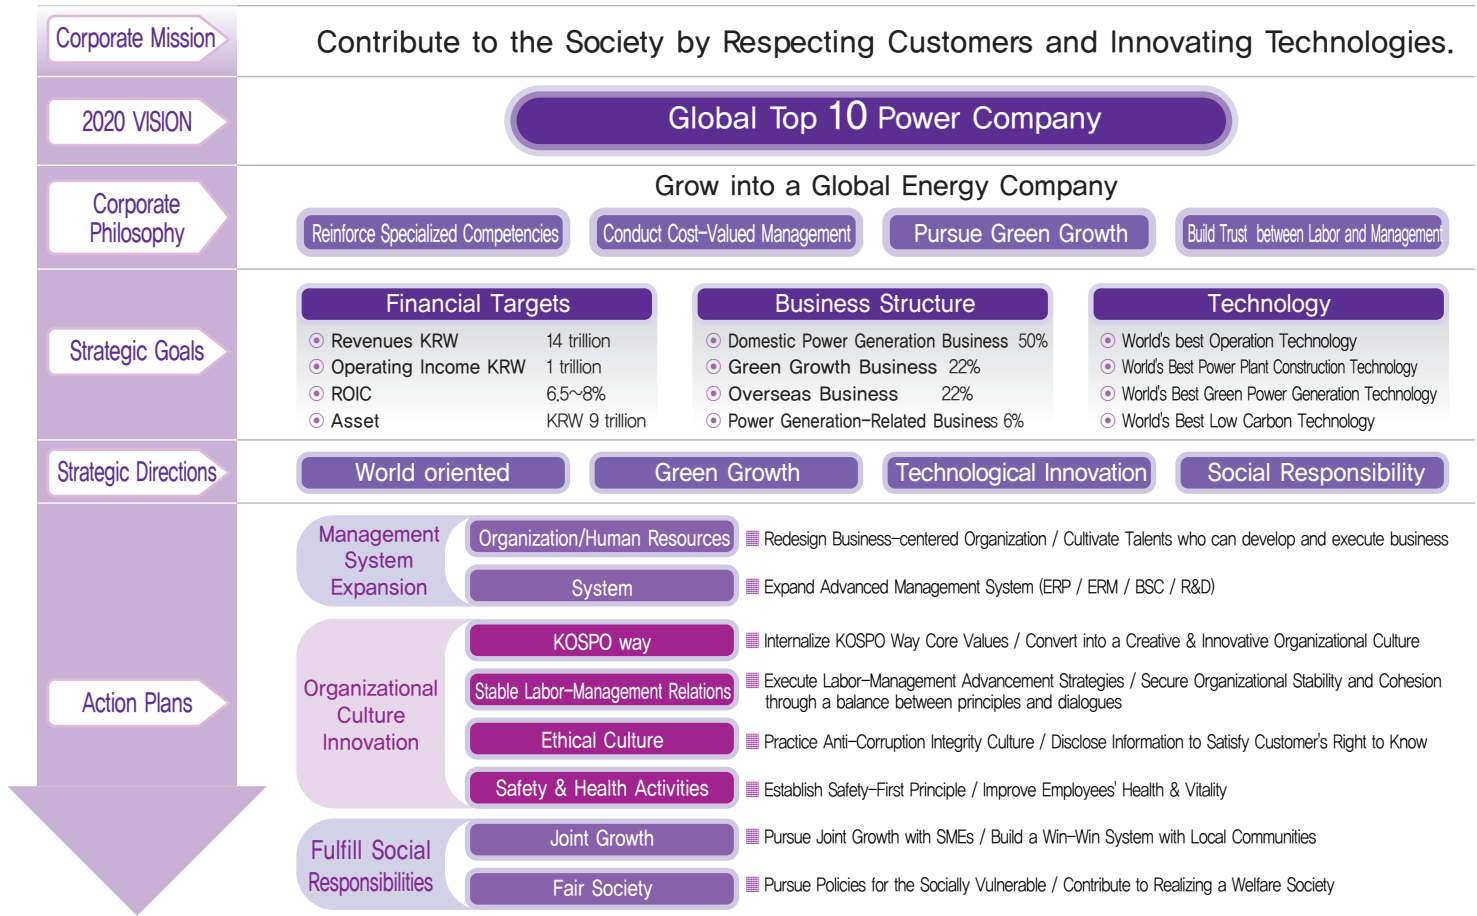 Corporate Mission
Contribute to the Society by Respecting Customers and Innovating Technologies.
2020 VISION
Global Top 10 Power Company
Corporate
Philosophy
Grow into a Global Energy Company
Reinforce Specialized Competencies
Conduct Cost-Valued Management
Pursue Green Growth
Build Trust between Labor and Management
Strategic Goals
Financial Targets
Revenues KRW 14 trillion
Operating Income KRW 1 trillion
ROIC 6.5~8%
Asset KRW 9 trillion
Business Structure
Domestic Power Generation Business 50%
Green Growth Business 22%
Overseas Business 22%
Power Generation-Related Business 6%
Technology
World's best Operation Technology
World's Best Power Plant Construction Technology
World's Best Green Power Generation Technology
World's Best Low Carbon Technology
Strategic Directions
World oriented
Green Growth
Technological Innovation
Social Responsibility
Action Plans
Management
System
Expansion
Organization/Human Resources
Redesign Business-centered Organization / Cultivate Talents who can develop and execute business
System
Expand Advanced Management System (ERP / ERM / BSC / R&D)
Organizational
Culture
Innovation
KOSPO way
Internalize KOSPO Way Core Values / Convert into a Creative & Innovative Organizational Culture
Stable Labor-Management Relations
Execute Labor-Management Advancement Strategies / Secure Organizational Stability and Cohesion
through a balance between principles and dialogues
Ethical Culture
Practice Anti-Corruption Integrity Culture / Disclose Information to Satisfy Customer's Right to Know
Safety & Health Activities
Establish Safety-First Principle / Improve Employees' Health & Vitality
Fulfill Social
Responsibilities
Joint Growth
Pursue Joint Growth with SMEs / Build a Win-Win System with Local Communities
Fair Society
Pursue Policies for the Socially Vulnerable / Contribute to Realizing a Welfare Society